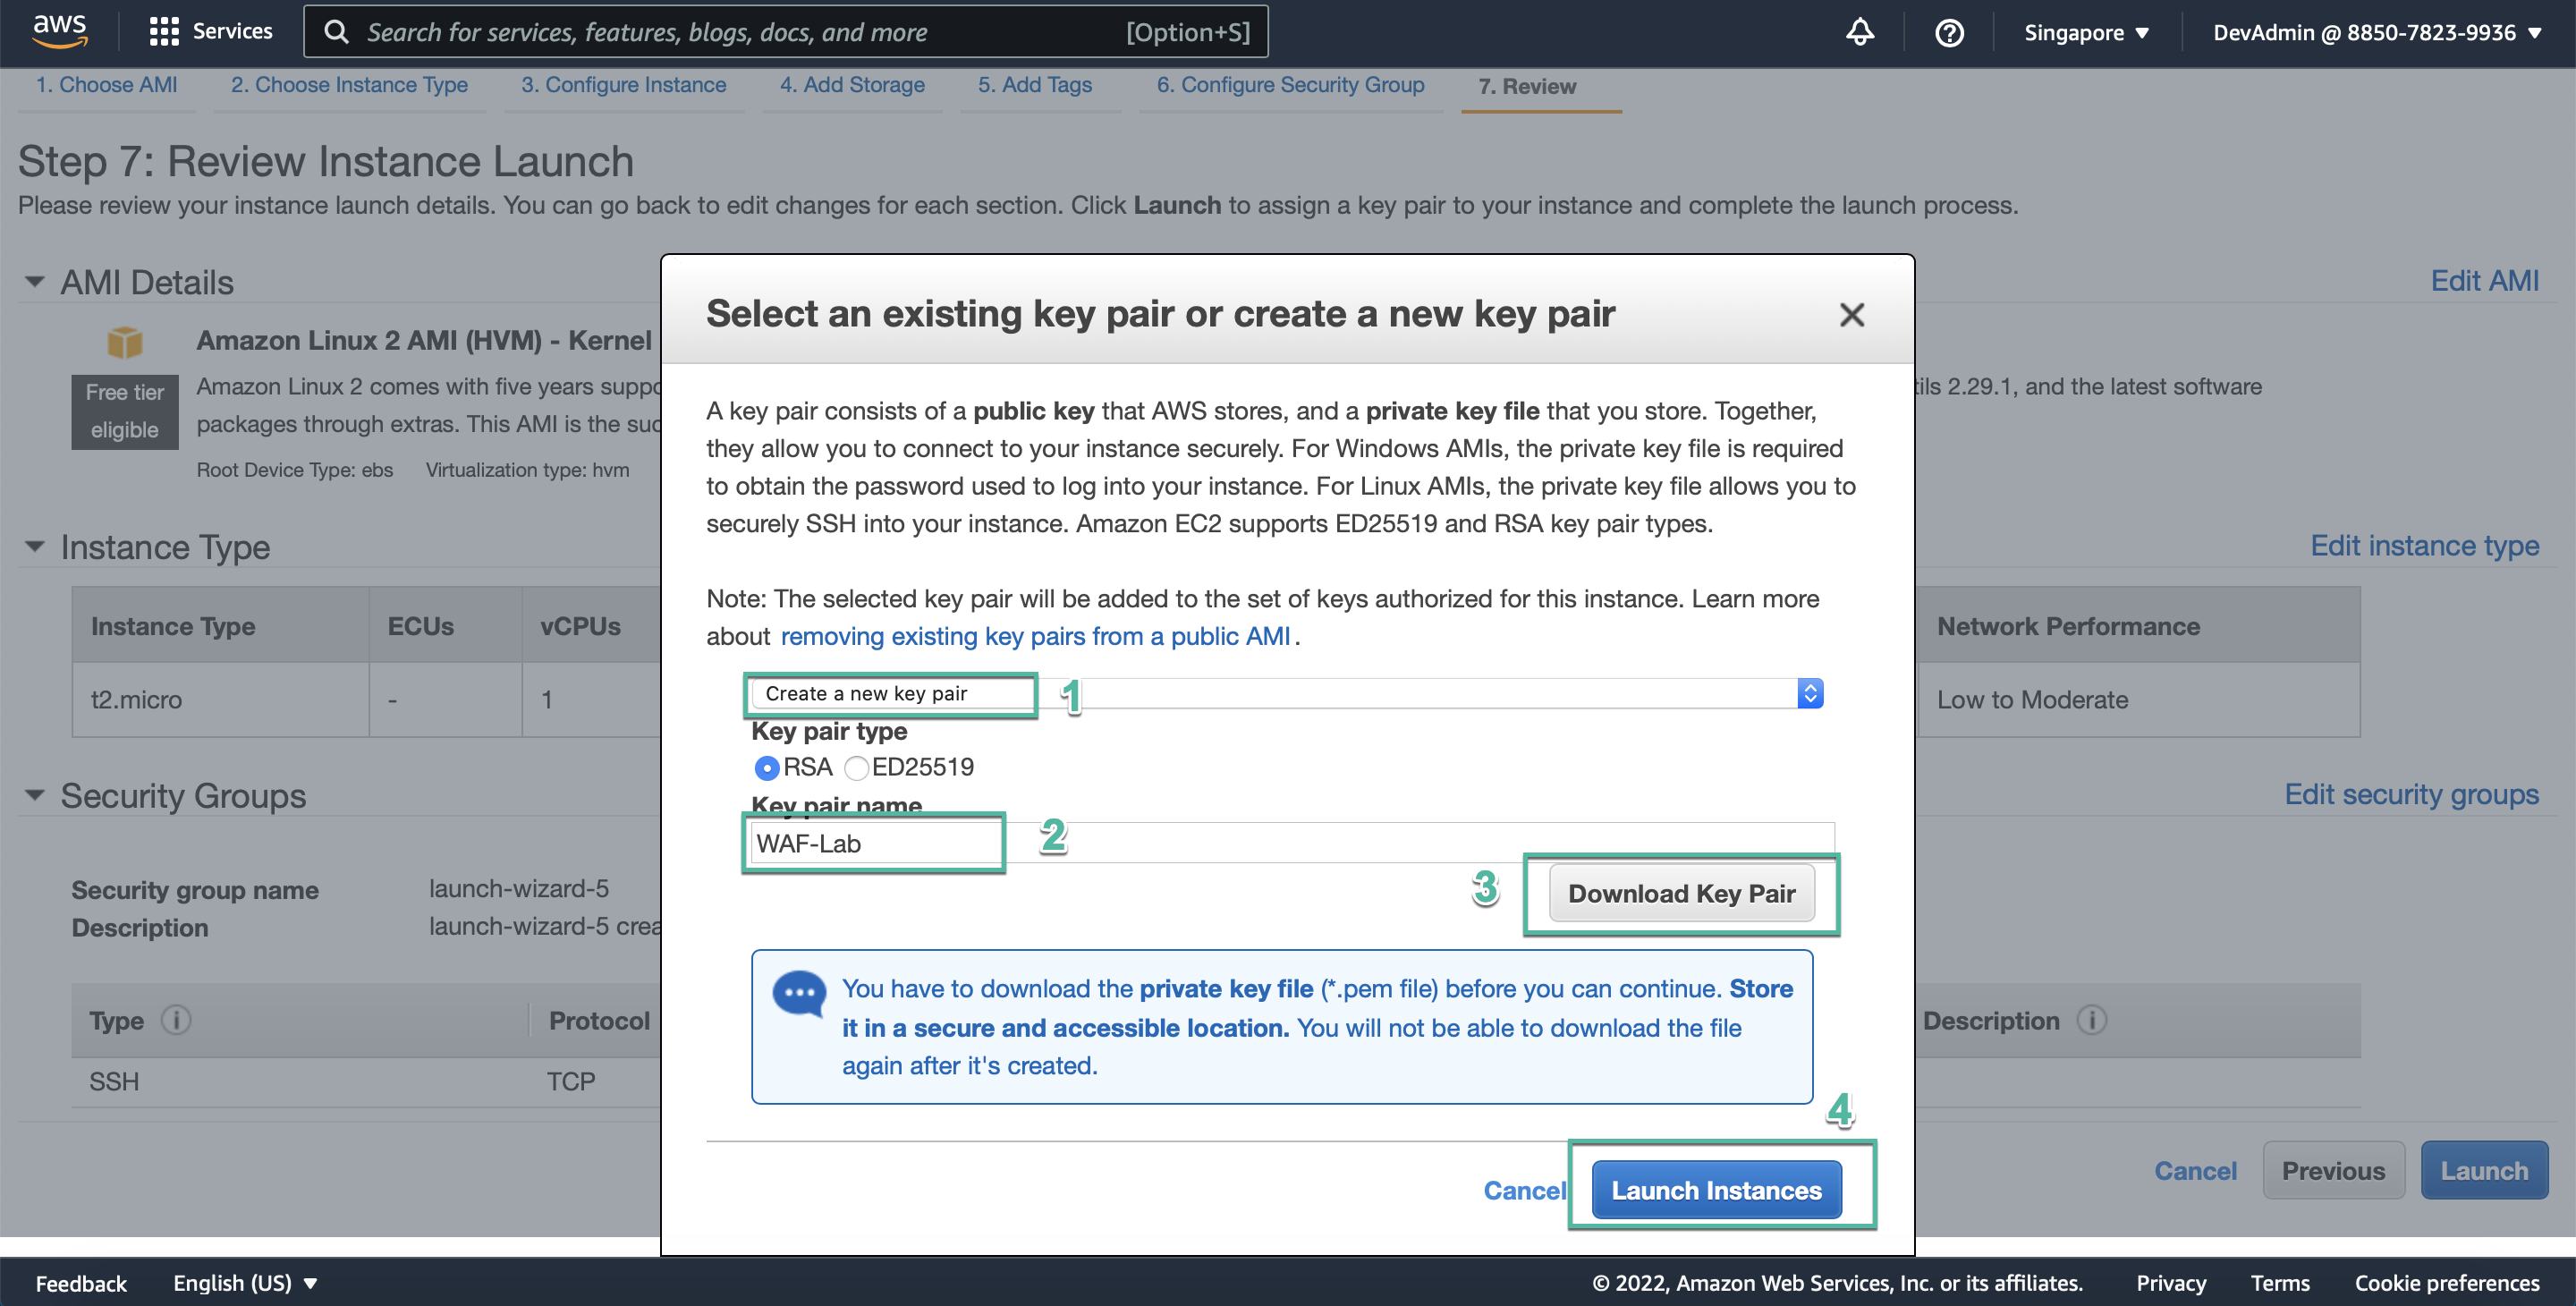 aws
Services
Search for services, features, blogs, docs, and more
[Option+S]
Singapore
DevAdmin @ 8850-7823-9936
1. Choose AMI
2. Choose Instance Type
3. Configure Instance
4. Add Storage
5. Add Tags
6. Configure Security Group
7. Review
Step 7: Review Instance Launch
Please review your instance launch details. You can go back to edit changes for each section. Click Launch to assign a key pair to your instance and complete the launch process.
AMI Details
Edit AMI
Amazon Linux 2 AMI (HVM) - Kernel
Free tier
eligible
Amazon Linux 2 comes with five years suppo
tils 2.29.1, and the latest software
packages through extras. This AMI is the suc
Root Device Type: ebs
Virtualization type: hvm
Instance Type
Edit instance type
Instance Type
ECUs
vCPUs
Network Performance
t2.micro
-
1
Low to Moderate
Security Groups
Edit security groups
Security group name
launch-wizard-5
Description
launch-wizard-5 crea
Type
Protocol
Description
SSH
TCP
Select an existing key pair or create a new key pair
A key pair consists of a public key that AWS stores, and a private key file that you store. Together,
they allow you to connect to your instance securely. For Windows AMIs, the private key file is required
to obtain the password used to log into your instance. For Linux AMIs, the private key file allows you to
securely SSH into your instance. Amazon EC2 supports ED25519 and RSA key pair types.
Note: The selected key pair will be added to the set of keys authorized for this instance. Learn more
about removing existing key pairs from a public AMI.
Create a new key pair
1
Key pair type
RSA
ED25519
Key pair name
WAF-Lab
2
3
Download Key Pair
You have to download the private key file (*.pem file) before you can continue. Store
it in a secure and accessible location. You will not be able to download the file
again after it's created.
4
Cancel
Launch Instances
Cancel
Previous
Launch
Feedback
English (US)
© 2022, Amazon Web Services, Inc. or its affiliates.
Privacy
Terms
Cookie preferences